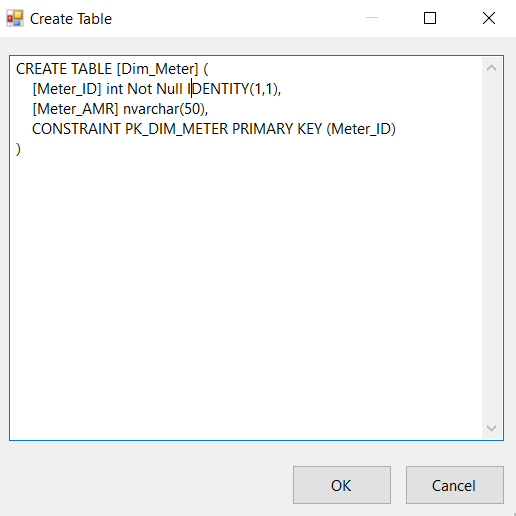 Create Table
CREATE TABLE [Dim_Meter] (
    [Meter_ID] int Not Null IDENTITY(1,1),
    [Meter_AMR] nvarchar(50),
    CONSTRAINT PK_DIM_METER PRIMARY KEY (Meter_ID)
)
OK
Cancel